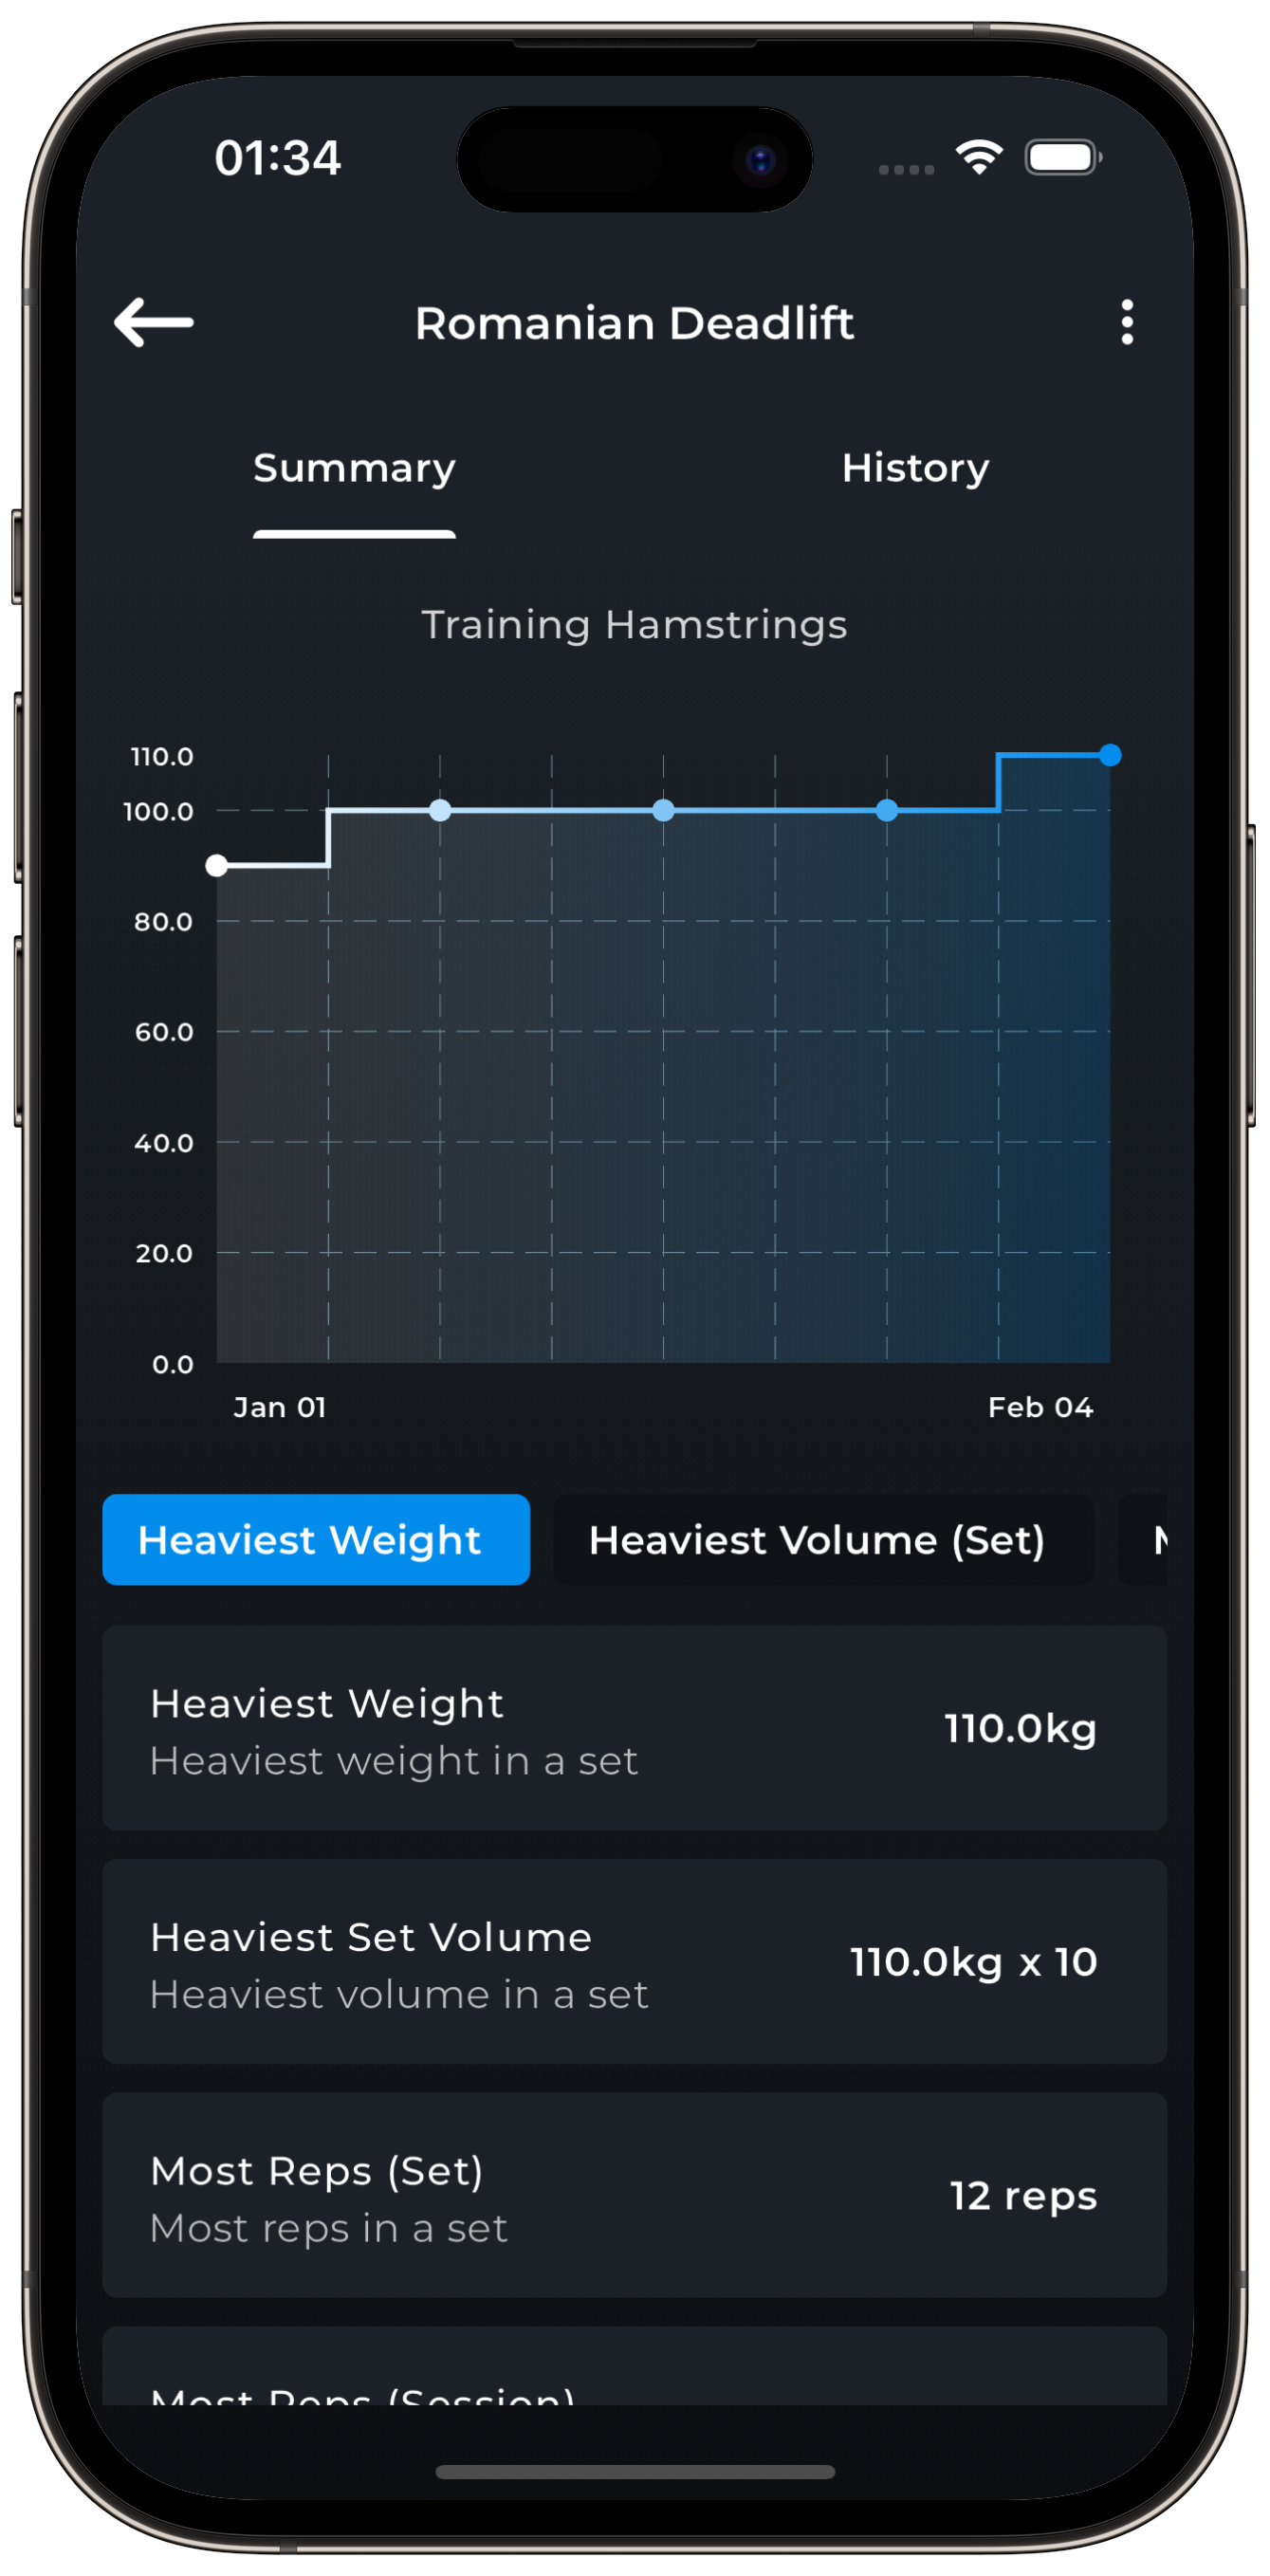 01:34
Romanian Deadlift
Summary
History
Training Hamstrings
110.0
100.0
80.0
60.0
40.0
20.0
0.0
Jan 01
Feb 04
Heaviest Weight
Heaviest Volume (Set)
Heaviest Weight
Heaviest weight in a set
110.0kg
Heaviest Set Volume
Heaviest volume in a set
110.0kg x 10
Most Reps (Set)
Most reps in a set
12 reps
Most Reps (Session)